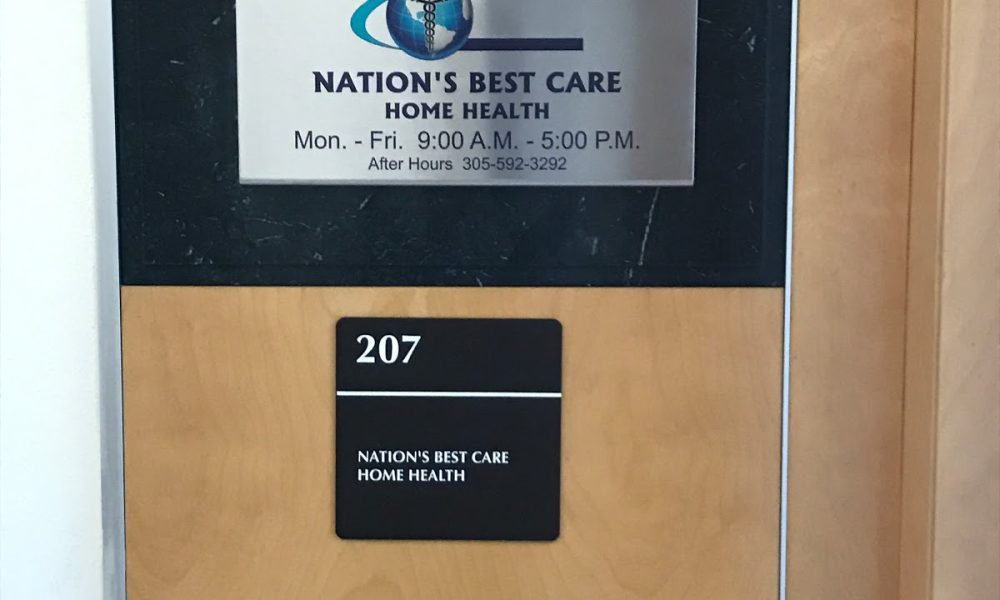 NATION'S BEST CARE
HOME HEALTH
Mon. - Fri. 9:00 A.M. - 5:00 P.M.
After Hours 305-592-3292
207
NATION'S BEST CARE
HOME HEALTH